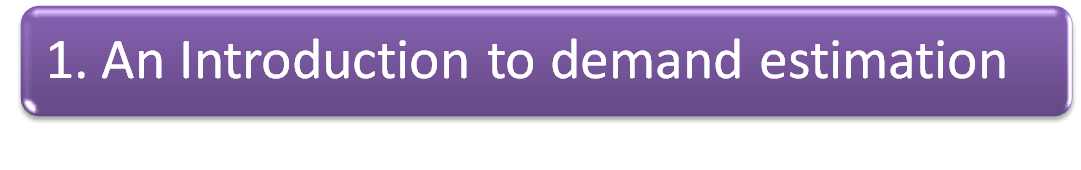 1. An Introduction to demand estimation